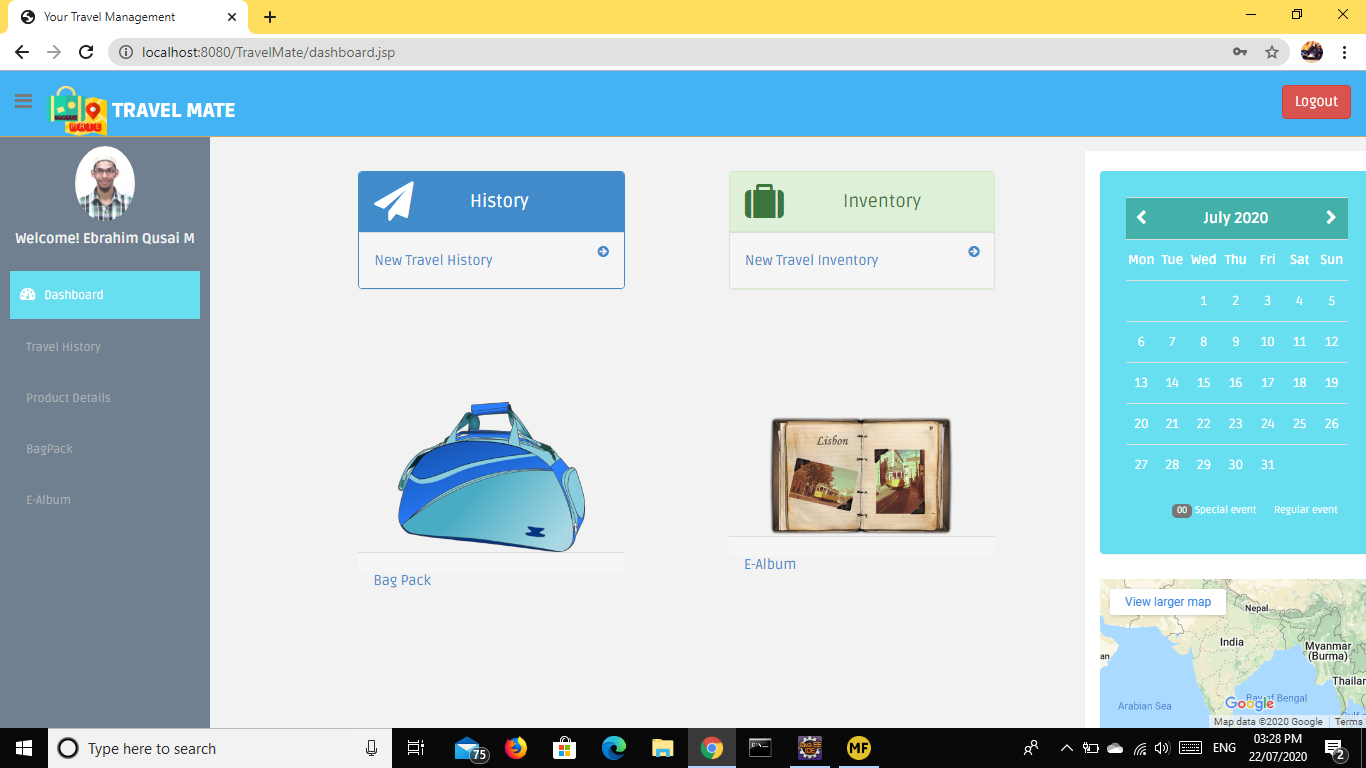 Your Travel Management
localhost:8080/TravelMate/dashboard.jsp
TRAVEL MATE
Logout
Welcome! Ebrahim Qusai M
Dashboard
Travel History
Product Details
BagPack
E-Album
History
New Travel History
Inventory
New Travel Inventory
Lisbon
Bag Pack
E-Album
July 2020
Mon Tue Wed Thu Fri Sat Sun
1 2 3 4 5
6 7 8 9 10 11 12
13 14 15 16 17 18 19
20 21 22 23 24 25 26
27 28 29 30 31
00 Special event Regular event
View larger map
Nepal
India
Myanmar
(Burma)
an
Thailan
Arabian Sea
Bay of Bengal
Google
Map data ©2020 Google Terms
Type here to search
75
MF
ENG
03:28 PM
22/07/2020
2